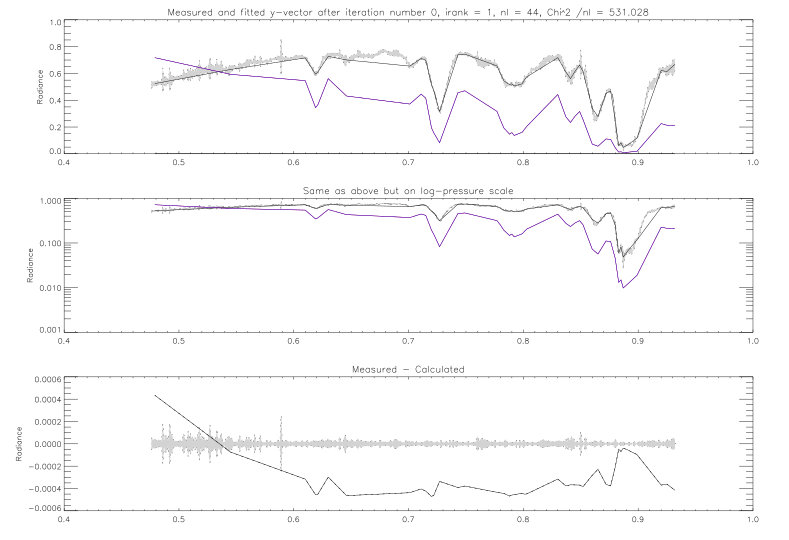 Measured and fitted y-vector after iteration number 0, irank = 1, nl = 44, Chi^2 /nl = 531.028
1.0
0.8
0.6
0.4
0.2
0.0
Radiance
0.4 0.5 0.6 0.7 0.8 0.9 1.0
Same as above but on log-pressure scale
1.000
0.100
0.010
0.001
Radiance
0.4 0.5 0.6 0.7 0.8 0.9 1.0
Measured - Calculated
0.0006
0.0004
0.0002
0.0000
-0.0002
-0.0004
-0.0006
Radiance
0.4 0.5 0.6 0.7 0.8 0.9 1.0